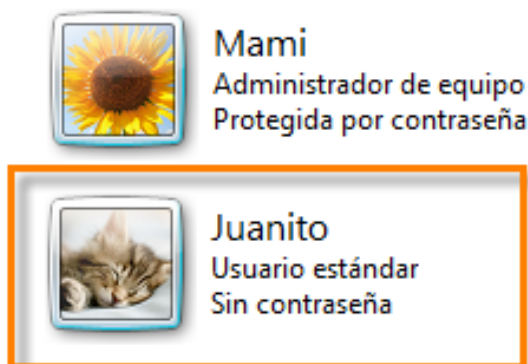 Mami
Administrador de equipo
Protegida por contraseña
Juanito
Usuario estándar
Sin contraseña